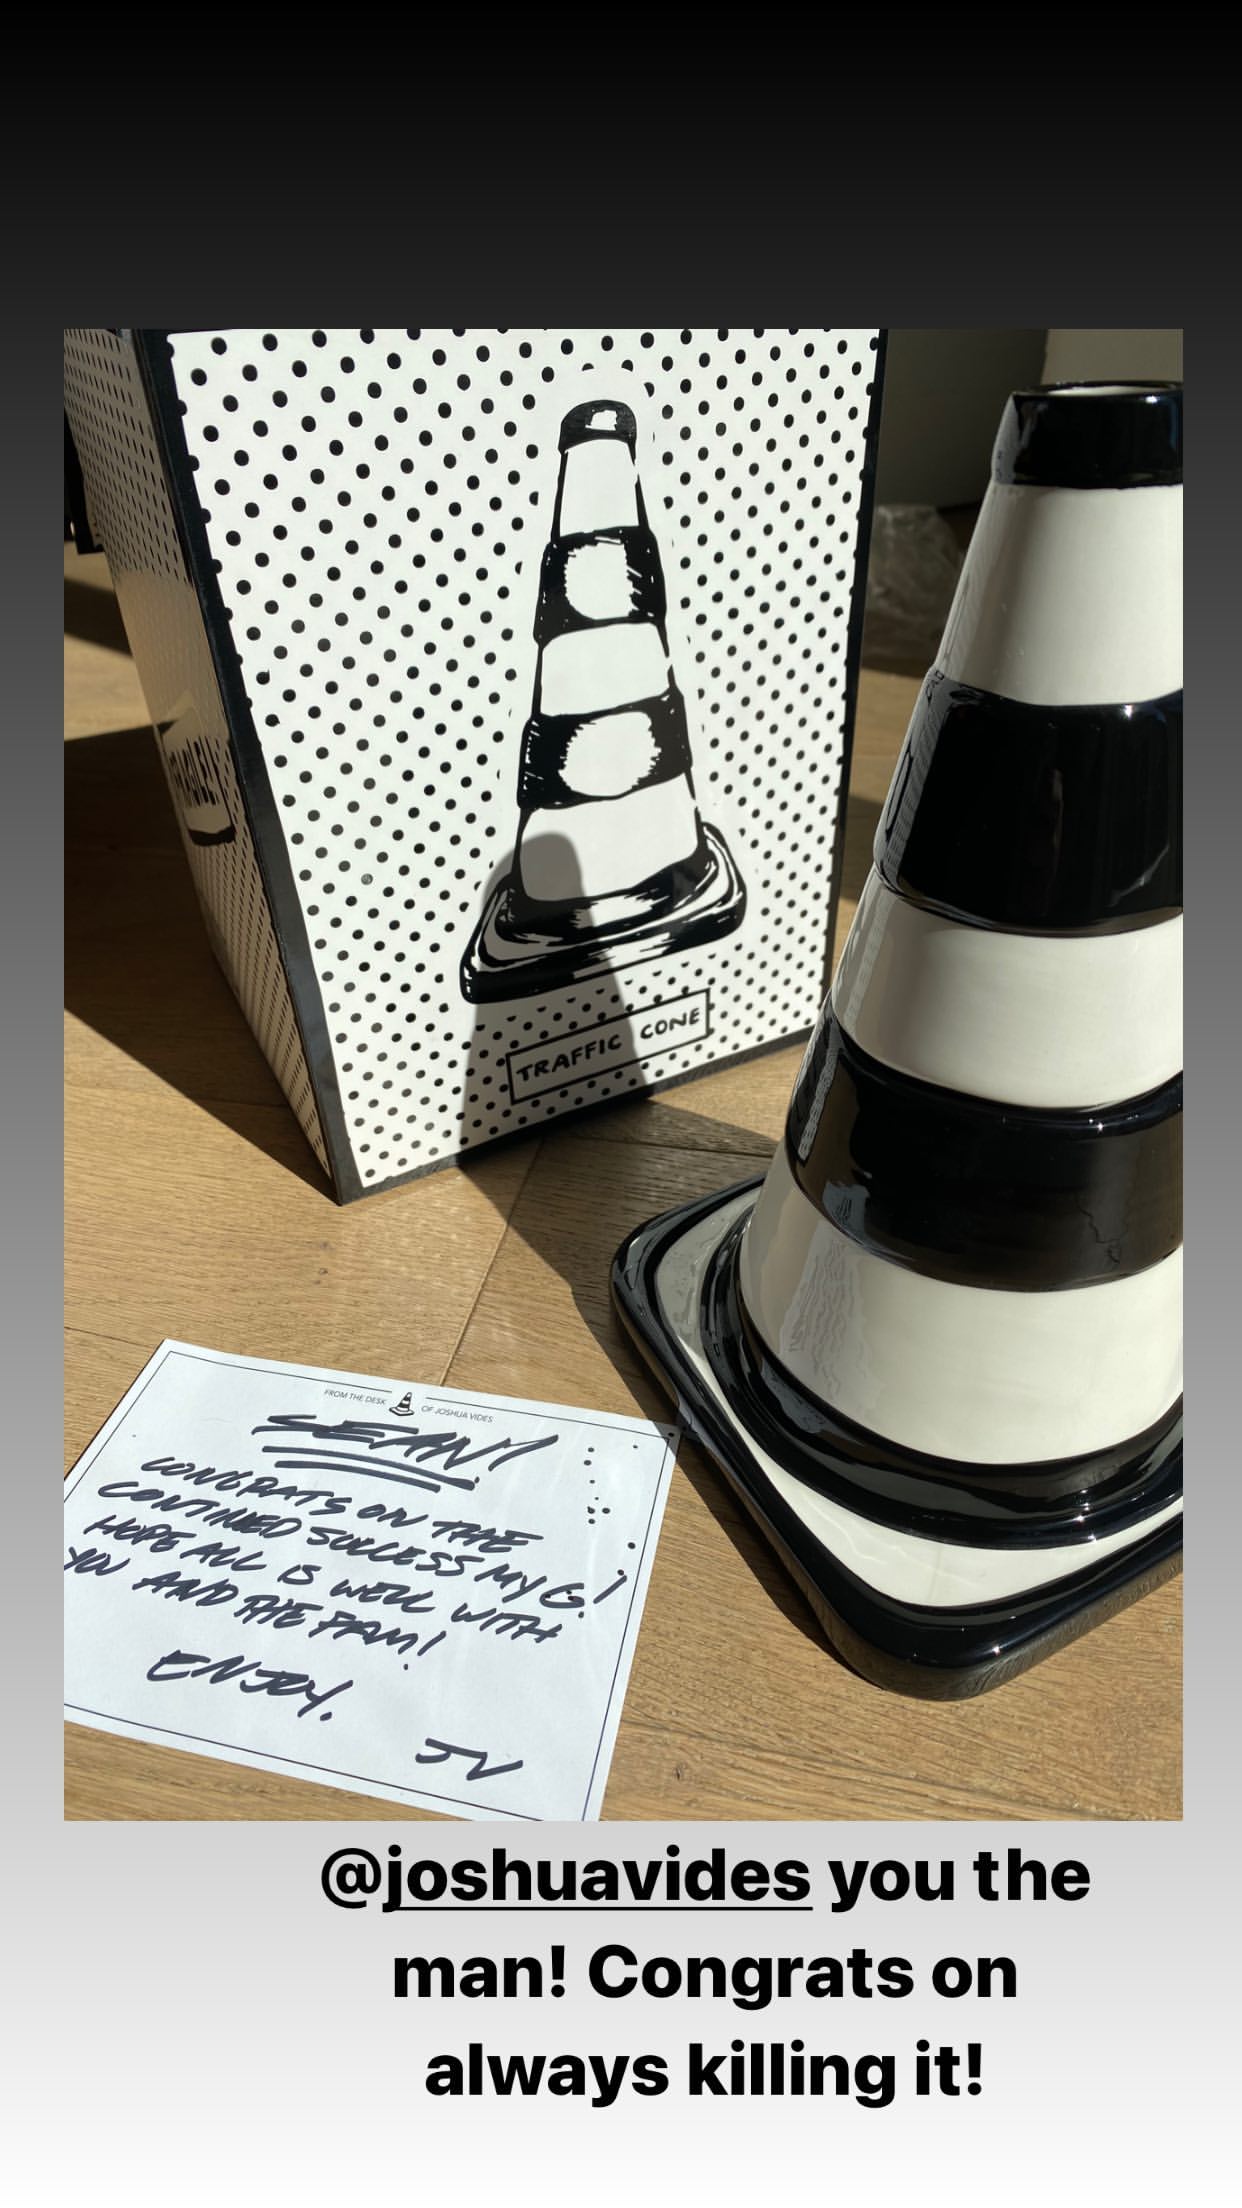 FRAGILE!
TRAFFIC CONE
FROM THE DESK OF JOSHUA VIDES
SEAN!
CONGRATS ON THE
CONTINUED SUCCESS MY G!
HOPE ALL IS WELL WITH
YOU AND THE FAM!
ENJOY.
JV
@joshuavides you the
man! Congrats on
always killing it!